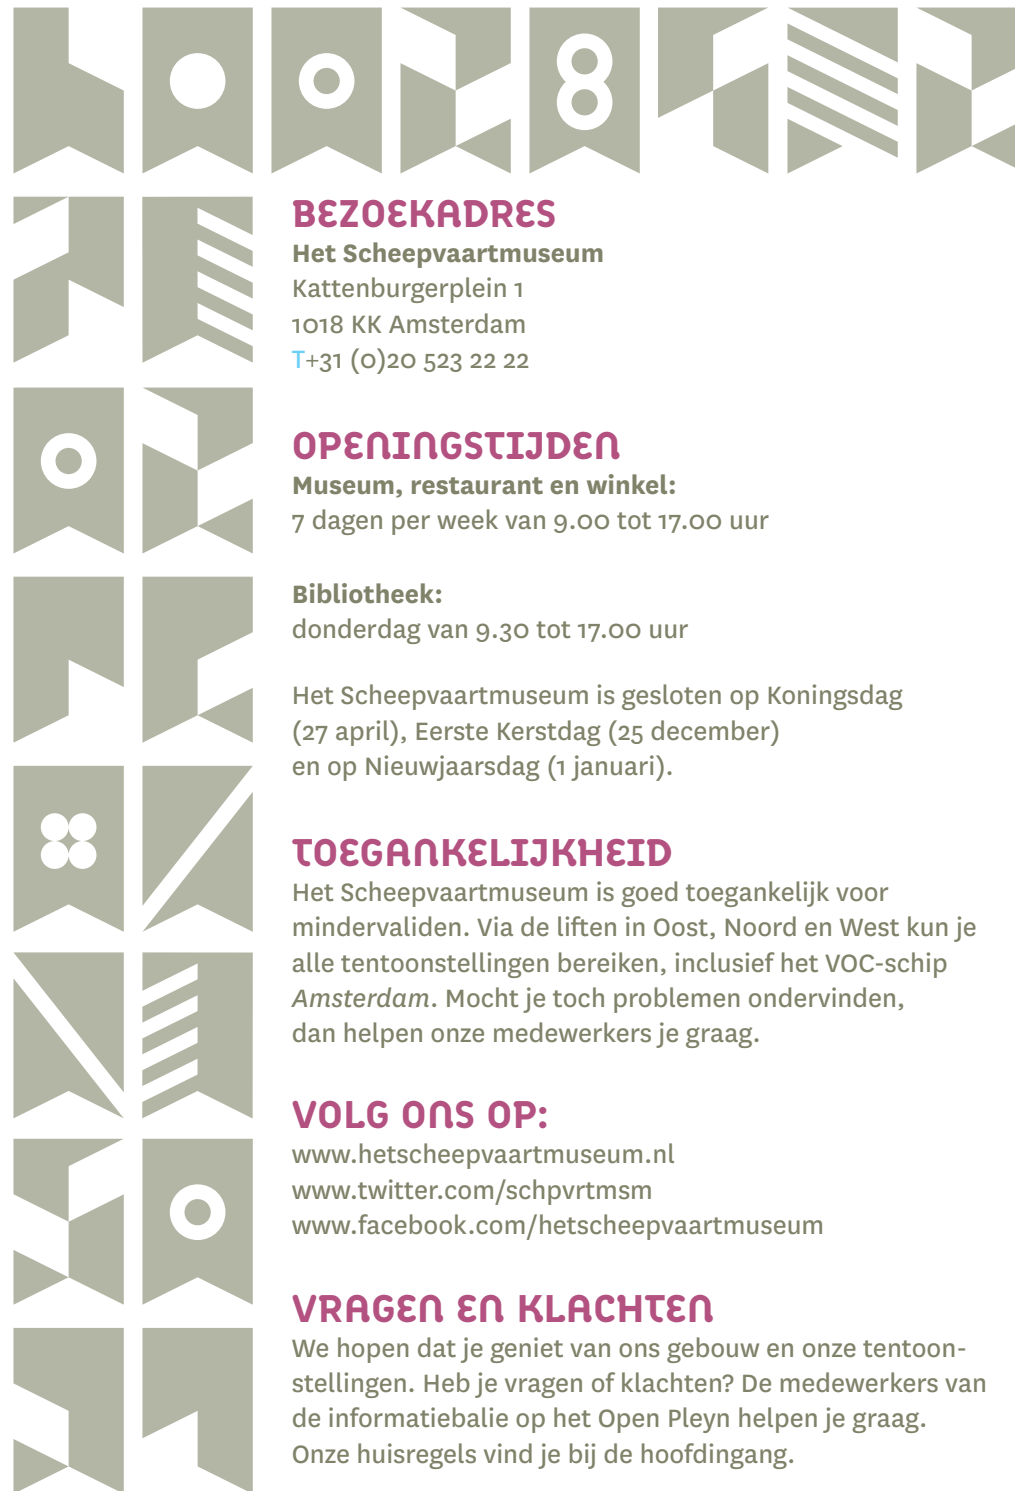 BEZOEKADRES
Het Scheepvaartmuseum
Kattenburgerplein 1
1018 KK Amsterdam
T+31 (0)20 523 22 22
OPENINGSTIJDEN
Museum, restaurant en winkel:
7 dagen per week van 9.00 tot 17.00 uur
Bibliotheek:
donderdag van 9.30 tot 17.00 uur
Het Scheepvaartmuseum is gesloten op Koningsdag
(27 april), Eerste Kerstdag (25 december)
en op Nieuwjaarsdag (1 januari).
TOEGANKELIJKHEID
Het Scheepvaartmuseum is goed toegankelijk voor
mindervaliden. Via de liften in Oost, Noord en West kun je
alle tentoonstellingen bereiken, inclusief het VOC-schip
Amsterdam. Mocht je toch problemen ondervinden,
dan helpen onze medewerkers je graag.
VOLG ONS OP:
www.hetscheepvaartmuseum.nl
www.twitter.com/schpvrtmsm
www.facebook.com/hetscheepvaartmuseum
VRAGEN EN KLACHTEN
We hopen dat je geniet van ons gebouw en onze tentoon-
stellingen. Heb je vragen of klachten? De medewerkers van
de informatiebalie op het Open Pleyn helpen je graag.
Onze huisregels vind je bij de hoofdingang.